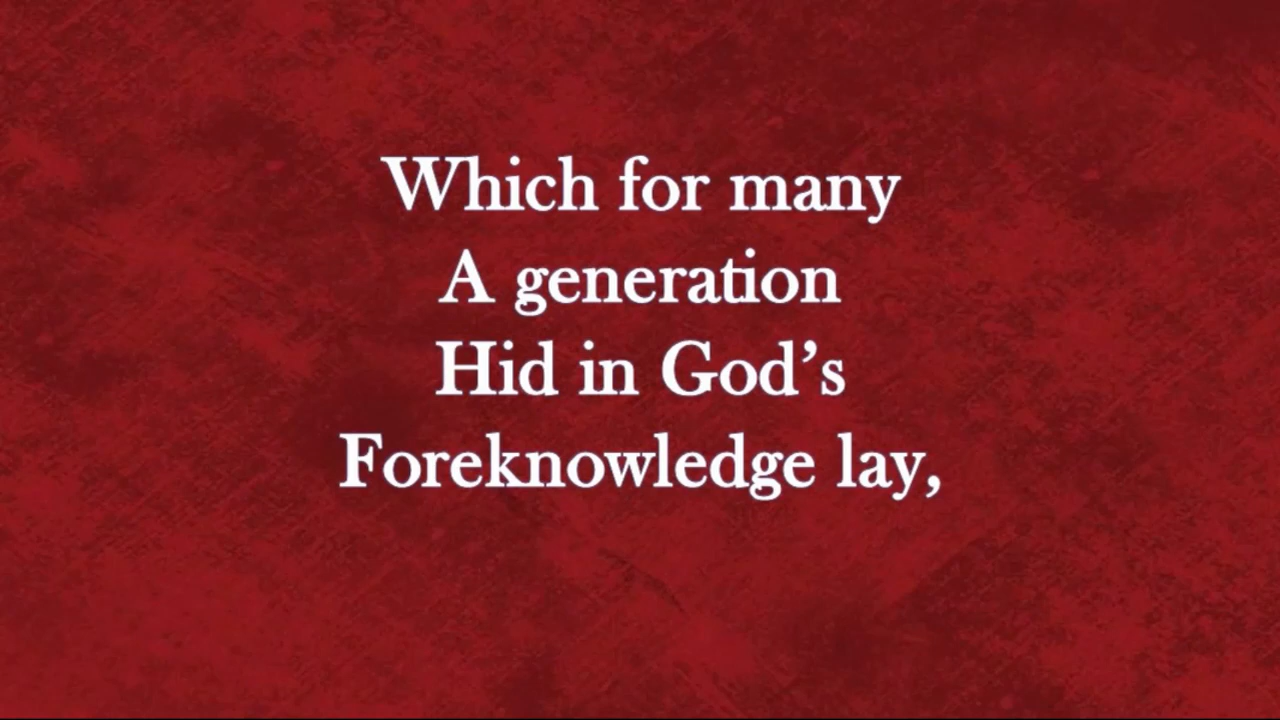 Which for many
A generation
Hid in God’s
Foreknowledge lay,